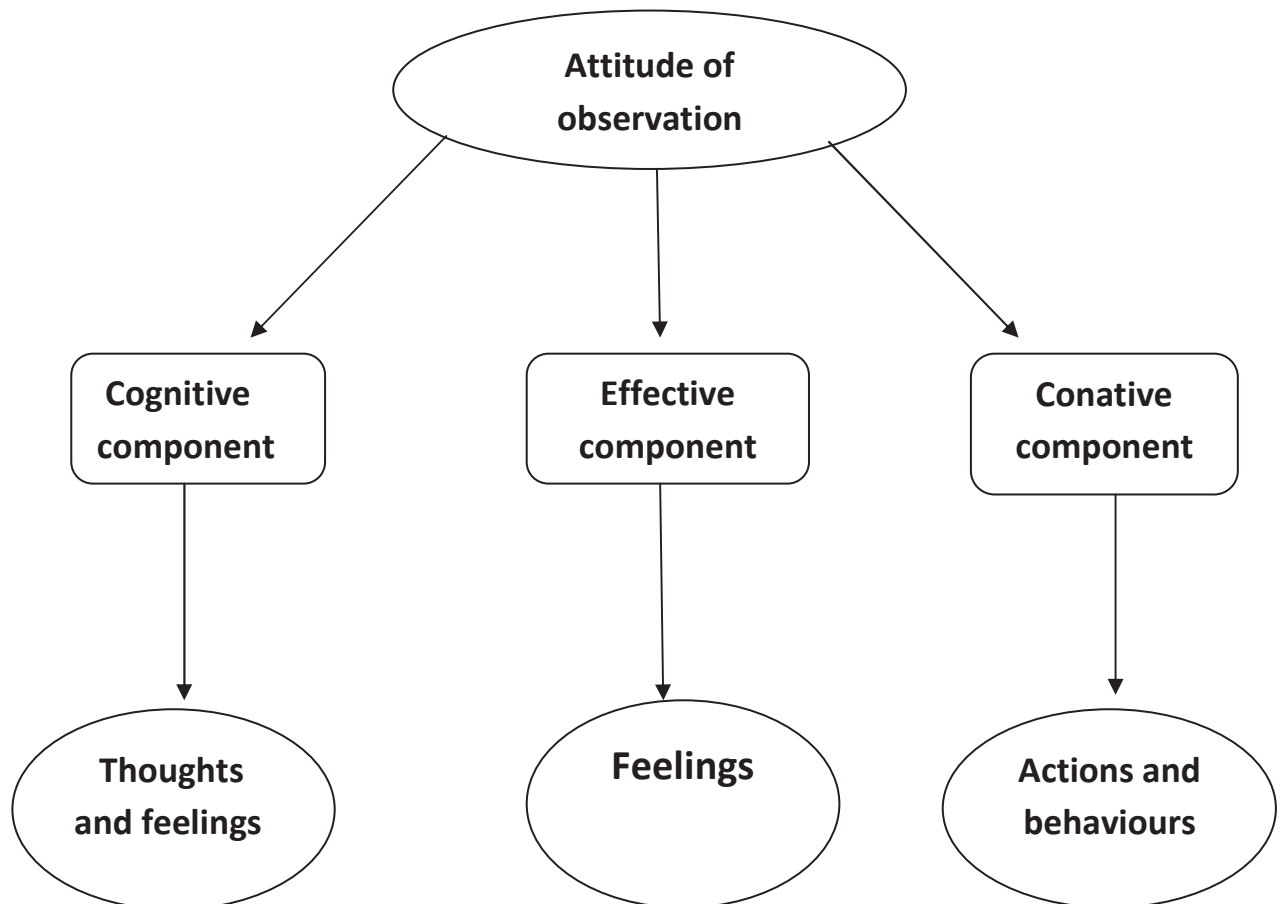 Attitude of
observation
Cognitive
component
Effective
component
Conative
component
Thoughts
and feelings
Feelings
Actions and
behaviours